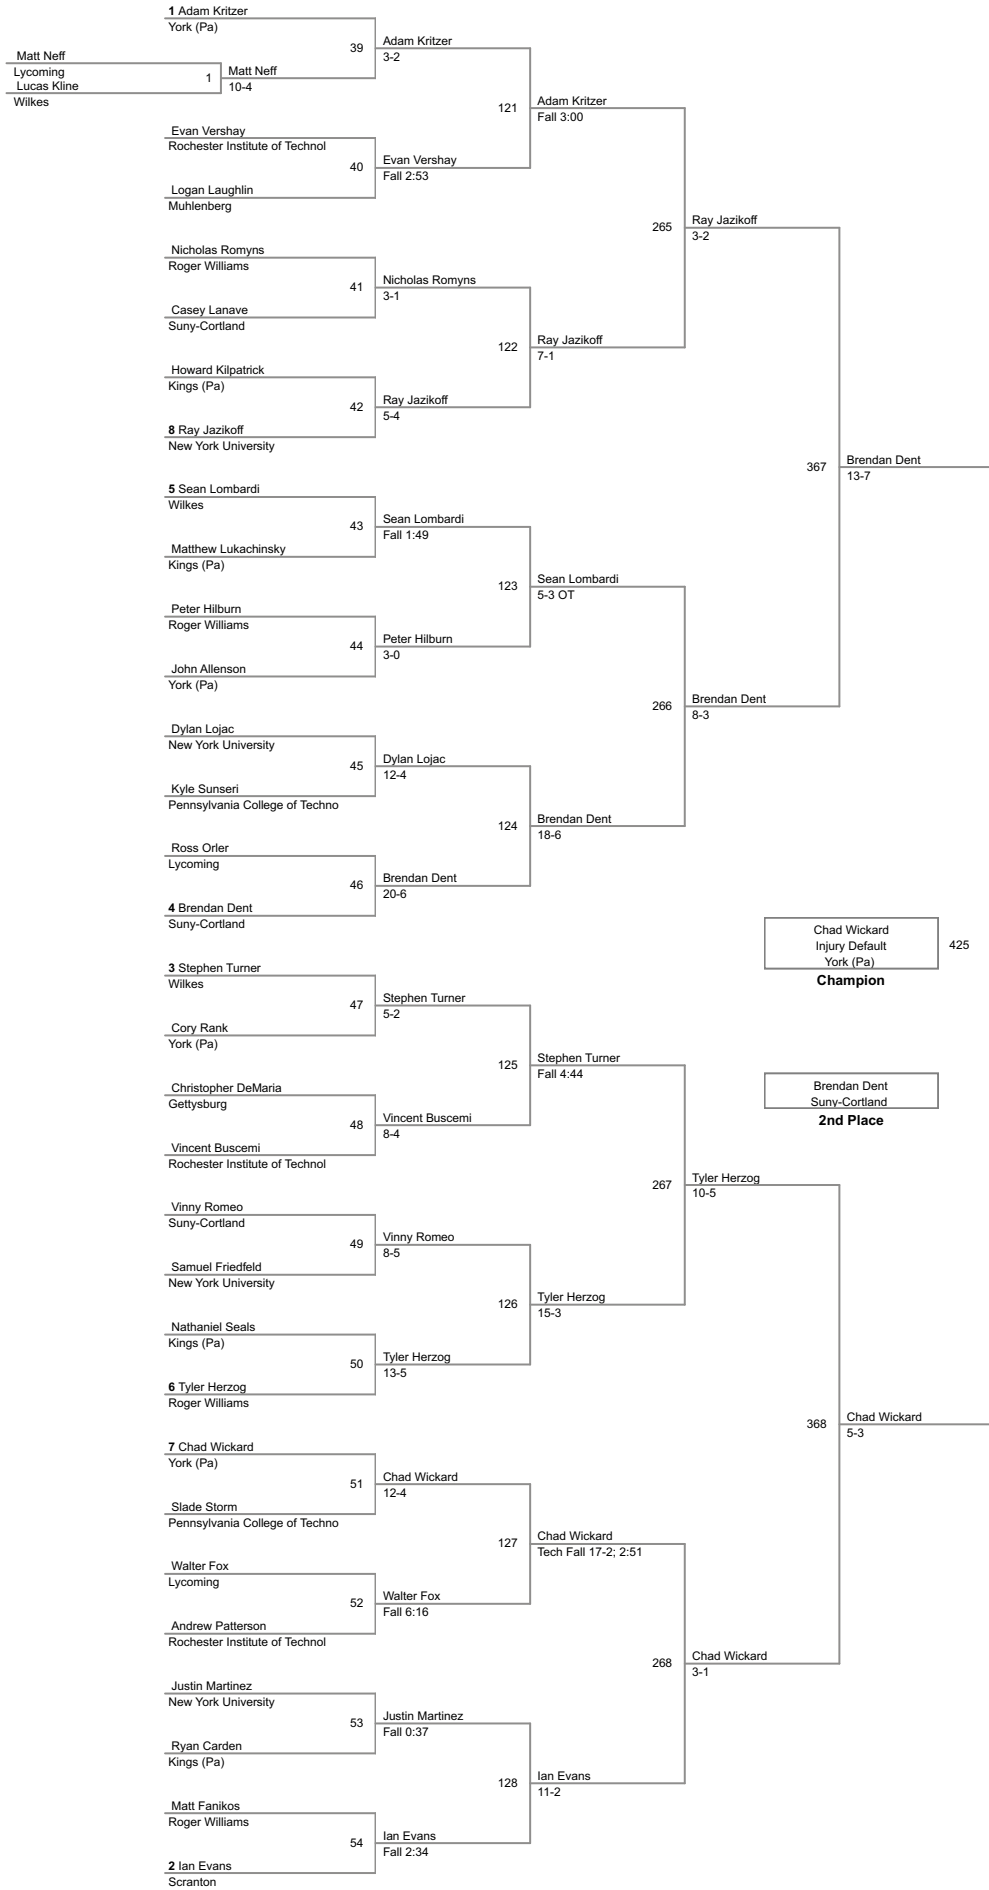 1 Adam Kritzer
York (Pa)
39
Adam Kritzer
3-2
Matt Neff
Lycoming
1
Matt Neff
10-4
Lucas Kline
Wilkes
121
Adam Kritzer
Fall 3:00
Evan Vershay
Rochester Institute of Technol
40
Evan Vershay
Fall 2:53
Logan Laughlin
Muhlenberg
265
Ray Jazikoff
3-2
Nicholas Romyns
Roger Williams
41
Nicholas Romyns
3-1
Casey Lanave
Suny-Cortland
122
Ray Jazikoff
7-1
Howard Kilpatrick
Kings (Pa)
42
Ray Jazikoff
5-4
8 Ray Jazikoff
New York University
367
Brendan Dent
13-7
5 Sean Lombardi
Wilkes
43
Sean Lombardi
Fall 1:49
Matthew Lukachinsky
Kings (Pa)
123
Sean Lombardi
5-3 OT
Peter Hilburn
Roger Williams
44
Peter Hilburn
3-0
John Allenson
York (Pa)
266
Brendan Dent
8-3
Dylan Lojac
New York University
45
Dylan Lojac
12-4
Kyle Sunseri
Pennsylvania College of Techno
124
Brendan Dent
18-6
Ross Orler
Lycoming
46
Brendan Dent
20-6
4 Brendan Dent
Suny-Cortland
Chad Wickard
Injury Default
York (Pa)
425
Champion
3 Stephen Turner
Wilkes
47
Stephen Turner
5-2
Cory Rank
York (Pa)
125
Stephen Turner
Fall 4:44
Brendan Dent
Suny-Cortland
2nd Place
Christopher DeMaria
Gettysburg
48
Vincent Buscemi
8-4
Vincent Buscemi
Rochester Institute of Technol
267
Tyler Herzog
10-5
Vinny Romeo
Suny-Cortland
49
Vinny Romeo
8-5
Samuel Friedfeld
New York University
126
Tyler Herzog
15-3
Nathaniel Seals
Kings (Pa)
50
Tyler Herzog
13-5
6 Tyler Herzog
Roger Williams
368
Chad Wickard
5-3
7 Chad Wickard
York (Pa)
51
Chad Wickard
12-4
Slade Storm
Pennsylvania College of Techno
127
Chad Wickard
Tech Fall 17-2; 2:51
Walter Fox
Lycoming
52
Walter Fox
Fall 6:16
Andrew Patterson
Rochester Institute of Technol
268
Chad Wickard
3-1
Justin Martinez
New York University
53
Justin Martinez
Fall 0:37
Ryan Carden
Kings (Pa)
128
Ian Evans
11-2
Matt Fanikos
Roger Williams
54
Ian Evans
Fall 2:34
2 Ian Evans
Scranton